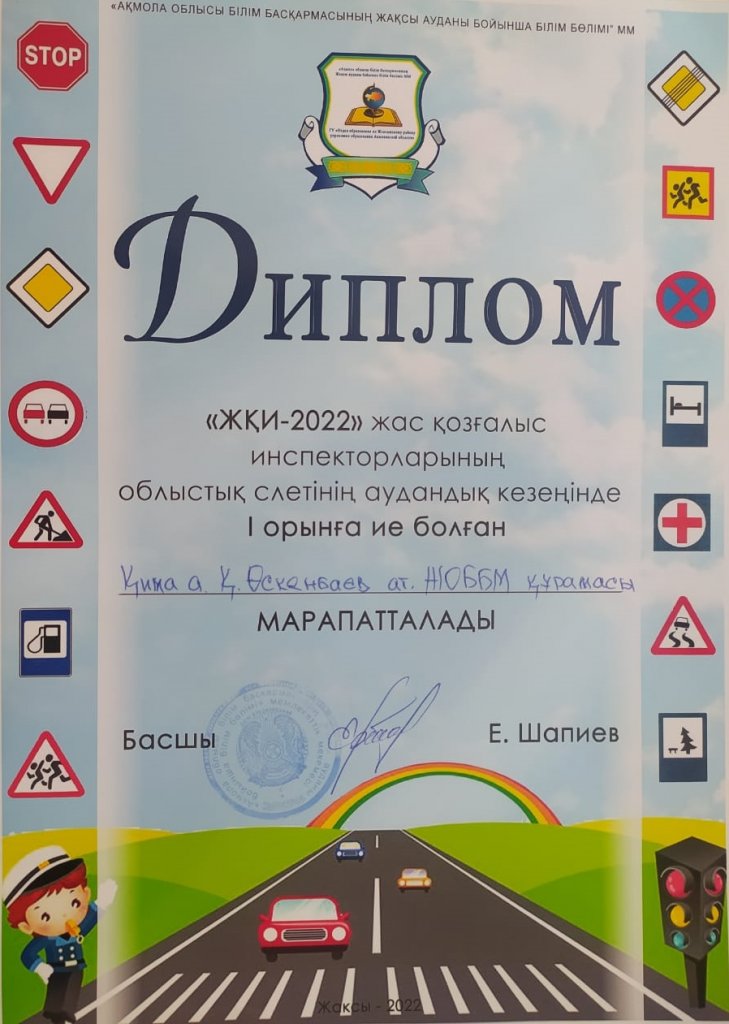 «АҚМОЛА ОБЛЫСЫ БІЛІМ БАСҚАРМАСЫНЫҢ ЖАҚСЫ АУДАНЫ БОЙЫНША БІЛІМ БӨЛІМІ" ММ
STOP
Диплом
«ЖҚИ-2022» жас қозғалыс
инспекторларының
облыстық слетінің аудандық кезеңінде
I орынға ие болған
Қима а. Қ. Өскенбаев ат. ЖОББМ құрамасы
МАРАПАТТАЛАДЫ
Басшы
Е. Шапиев
Жақсы - 2022